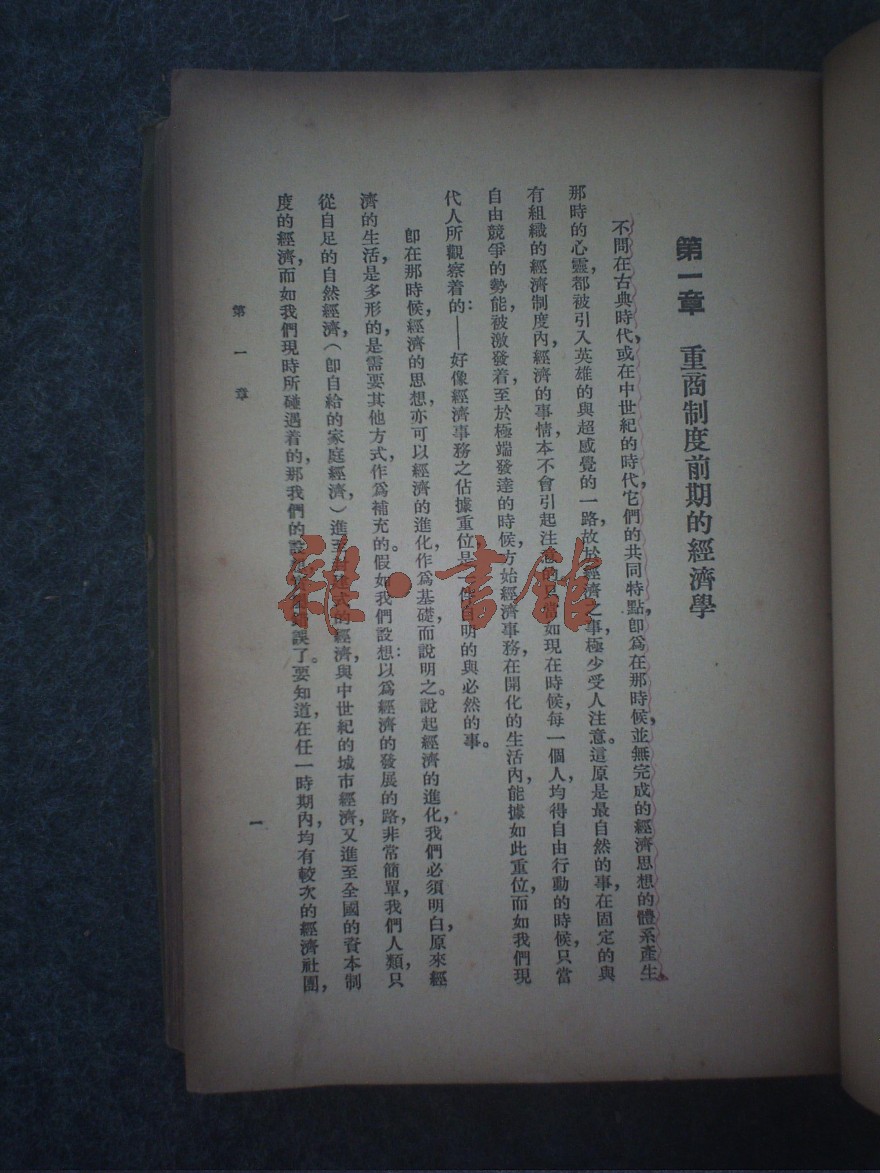 第一章　重商制度前期的經濟學
不問在古典時代，或在中世紀的時代，它們的共同特點，卽爲在那時候，並無完成的經濟思想的體系產生。
那時的心靈，都被引入英雄的與超感覺的一路，故於經濟之事，極少受人注意。這原是最自然的事，在固定的與
有組織的經濟制度內，經濟的事情，本不會引起注意的，如現在時候，每一個人均得自由行動的時候，只當
自由競爭的勢能被激發着至於極端發達的時候，方始經濟事務在開化的生活內，能據如此重位，而如我們現
代人所觀察着的：——好像經濟事務之佔據重位，是一件自明的與必然的事。
卽在那時候，經濟的思想，亦可以經濟的進化作爲基礎而說明之。說起經濟的進化，我們必須明白，原來經
濟的生活，是多形的，是需要其他方式作爲補充的。假如我們設想：以爲經濟的發展的路，非常簡單，我們人類只
從自足的自然經濟，（卽自給的家庭經濟，）進至式的經濟，與中世紀的城市經濟，又進至全國的資本制
度的經濟，而如我們現時所碰遇着的，那我們的設誤了。要知道，在任一時期內，均有較次的經濟社團，
第一章
一
雜·書館